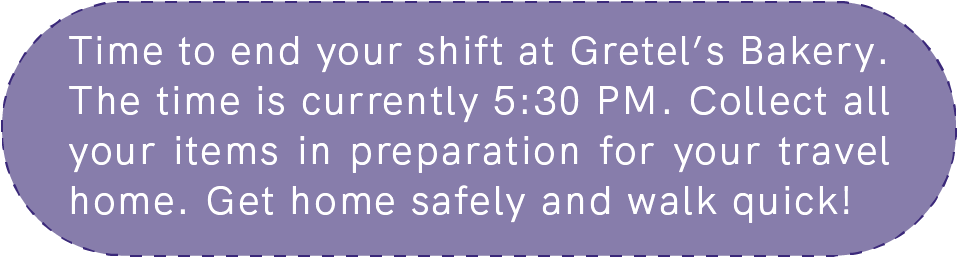 Time to end your shift at Gretel’s Bakery.
The time is currently 5:30 PM. Collect all
your items in preparation for your travel
home. Get home safely and walk quick!